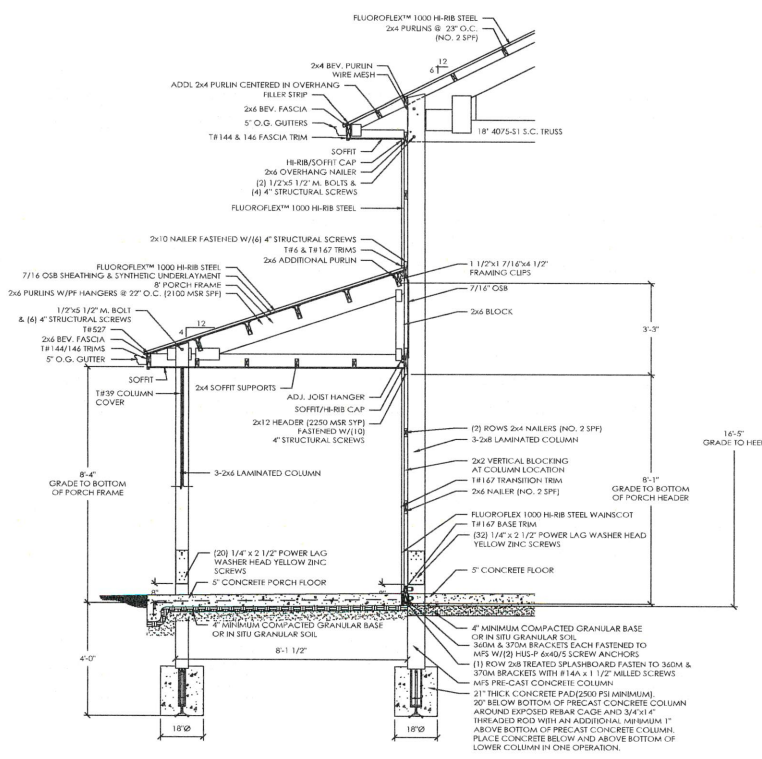 FLUOROFLEX™ 1000 HI-RIB STEEL
2x4 PURLINS @ 23" O.C.
(NO. 2 SPF)
2x4 BEV. PURLIN
WIRE MESH
12
6
ADDL 2x4 PURLIN CENTERED IN OVERHANG
FILLER STRIP
2x6 BEV. FASCIA
5" O.G. GUTTERS
T#144 & 146 FASCIA TRIM
18' 4075-S1 S.C. TRUSS
SOFFIT
HI-RIB/SOFFIT CAP
2x6 OVERHANG NAILER
(2) 1/2"x5 1/2" M. BOLTS &
(4) 4" STRUCTURAL SCREWS
FLUOROFLEX™ 1000 HI-RIB STEEL
2x10 NAILER FASTENED W/(6) 4" STRUCTURAL SCREWS
T#6 & T#167 TRIMS
2x6 ADDITIONAL PURLIN
FLUOROFLEX™ 1000 HI-RIB STEEL
7/16 OSB SHEATHING & SYNTHETIC UNDERLAYMENT
8' PORCH FRAME
2x6 PURLINS W/PF HANGERS @ 22" O.C. (2100 MSR SPF)
1/2"x5 1/2" M. BOLT
& (6) 4" STRUCTURAL SCREWS
T#527
2x6 BEV. FASCIA
T#144/146 TRIMS
5" O.G. GUTTER
12
4
1 1/2"x1 7/16"x4 1/2"
FRAMING CLIPS
7/16" OSB
2x6 BLOCK
3'-3"
SOFFIT
T#39 COLUMN
COVER
2x4 SOFFIT SUPPORTS
ADJ. JOIST HANGER
SOFFIT/HI-RIB CAP
2x12 HEADER (2250 MSR SYP)
FASTENED W/(10)
4" STRUCTURAL SCREWS
(2) ROWS 2x4 NAILERS (NO. 2 SPF)
3-2x8 LAMINATED COLUMN
2x2 VERTICAL BLOCKING
AT COLUMN LOCATION
T#167 TRANSITION TRIM
2x6 NAILER (NO. 2 SPF)
16'-5"
GRADE TO HEE
8'-4"
GRADE TO BOTTOM
OF PORCH FRAME
3-2x6 LAMINATED COLUMN
8'-1"
GRADE TO BOTTOM
OF PORCH HEADER
FLUOROFLEX 1000 HI-RIB STEEL WAINSCOT
T#167 BASE TRIM
(32) 1/4" x 2 1/2" POWER LAG WASHER HEAD
YELLOW ZINC SCREWS
(20) 1/4" x 2 1/2" POWER LAG
WASHER HEAD YELLOW ZINC
SCREWS
5" CONCRETE PORCH FLOOR
5" CONCRETE FLOOR
4" MINIMUM COMPACTED GRANULAR BASE
OR IN SITU GRANULAR SOIL
8'-1 1/2"
4'-0"
4" MINIMUM COMPACTED GRANULAR BASE
OR IN SITU GRANULAR SOIL
360M & 370M BRACKETS EACH FASTENED TO
MFS W/(2) HUS-P 6x40/5 SCREW ANCHORS
(1) ROW 2x8 TREATED SPLASHBOARD FASTEN TO 360M &
370M BRACKETS WITH #14A x 1 1/2" MILLED SCREWS
MFS PRE-CAST CONCRETE COLUMN
21" THICK CONCRETE PAD(2500 PSI MINIMUM).
20" BELOW BOTTOM OF PRECAST CONCRETE COLUMN
AROUND EXPOSED REBAR CAGE AND 3/4"x14"
THREADED ROD WITH AN ADDITIONAL MINIMUM 1"
ABOVE BOTTOM OF PRECAST CONCRETE COLUMN.
PLACE CONCRETE BELOW AND ABOVE BOTTOM OF
LOWER COLUMN IN ONE OPERATION.
18"Ø
18"Ø